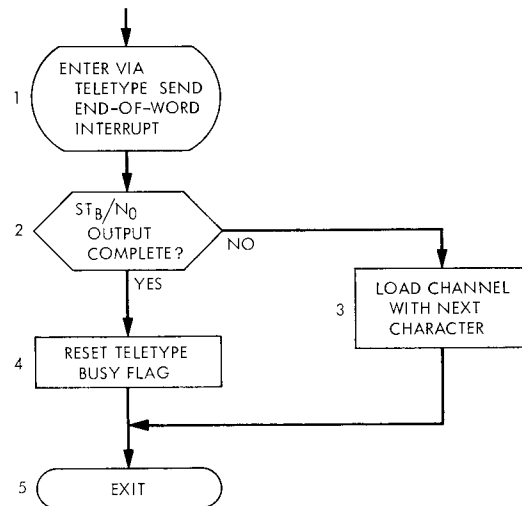 1
ENTER VIA
TELETYPE SEND
END-OF-WORD
INTERRUPT
2
ST_B/N_0
OUTPUT
COMPLETE?
NO
YES
3
LOAD CHANNEL
WITH NEXT
CHARACTER
4
RESET TELETYPE
BUSY FLAG
5
EXIT